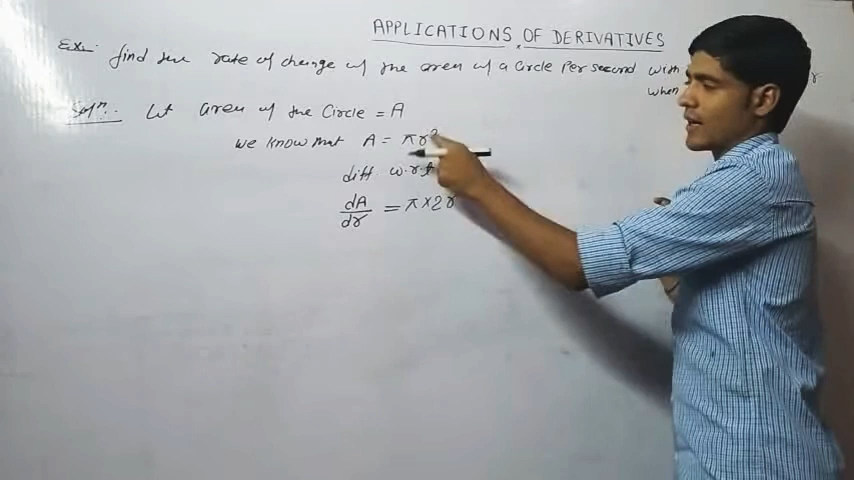 APPLICATIONS OF DERIVATIVES
Ex:- find the rate of change of the area of a circle Per second with r
when
Solⁿ:- Let area of the Circle = A
we know that A = πr²
diff w.r.t
dA/dr = π×2r